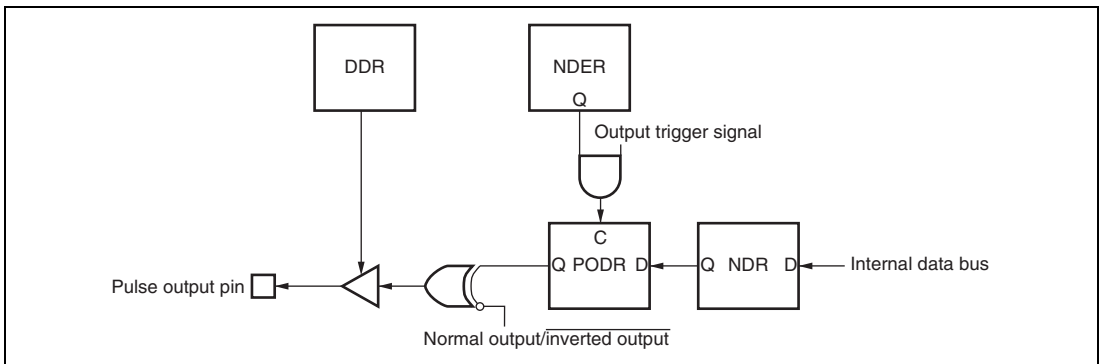 DDR
NDER
Q
Output trigger signal
C
Q PODR D
Q NDR D
Internal data bus
Pulse output pin
Normal output/inverted output